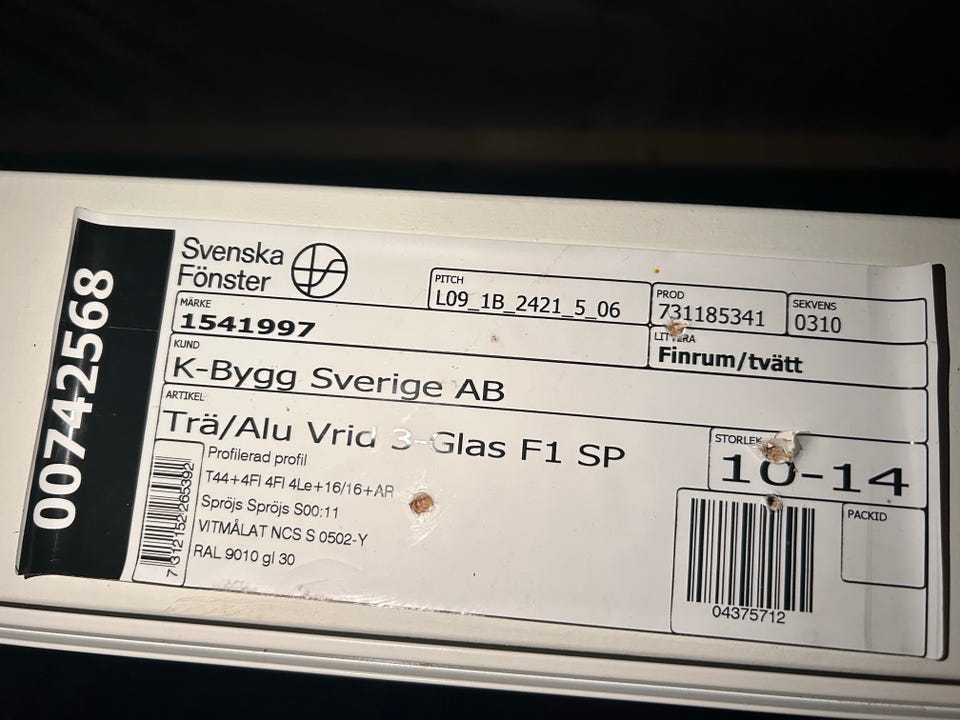 00742568
Svenska
Fönster
PITCH
L09_1B_2421_5_06
PROD
731185341
SEKVENS
0310
MÄRKE
1541997
LITTERA
Finrum/tvätt
KUND
K-Bygg Sverige AB
ARTIKEL
Trä/Alu Vrid 3-Glas F1 SP
STORLEK
10-14
Profilerad profil
T44+4Fl 4Fl 4Le+16/16+AR
Spröjs Spröjs S00:11
VITMÅLAT NCS S 0502-Y
RAL 9010 gl 30
7312152265392
PACKID
04375712